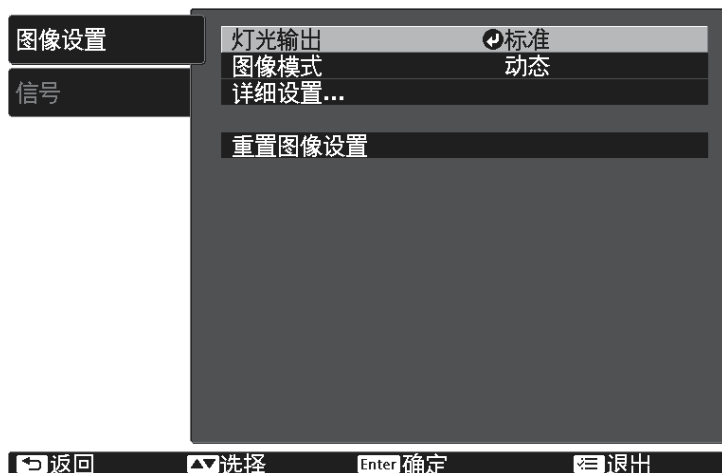 图像设置
信号
灯光输出 标准
图像模式 动态
详细设置...
重置图像设置
返回 选择 Enter 确定 退出